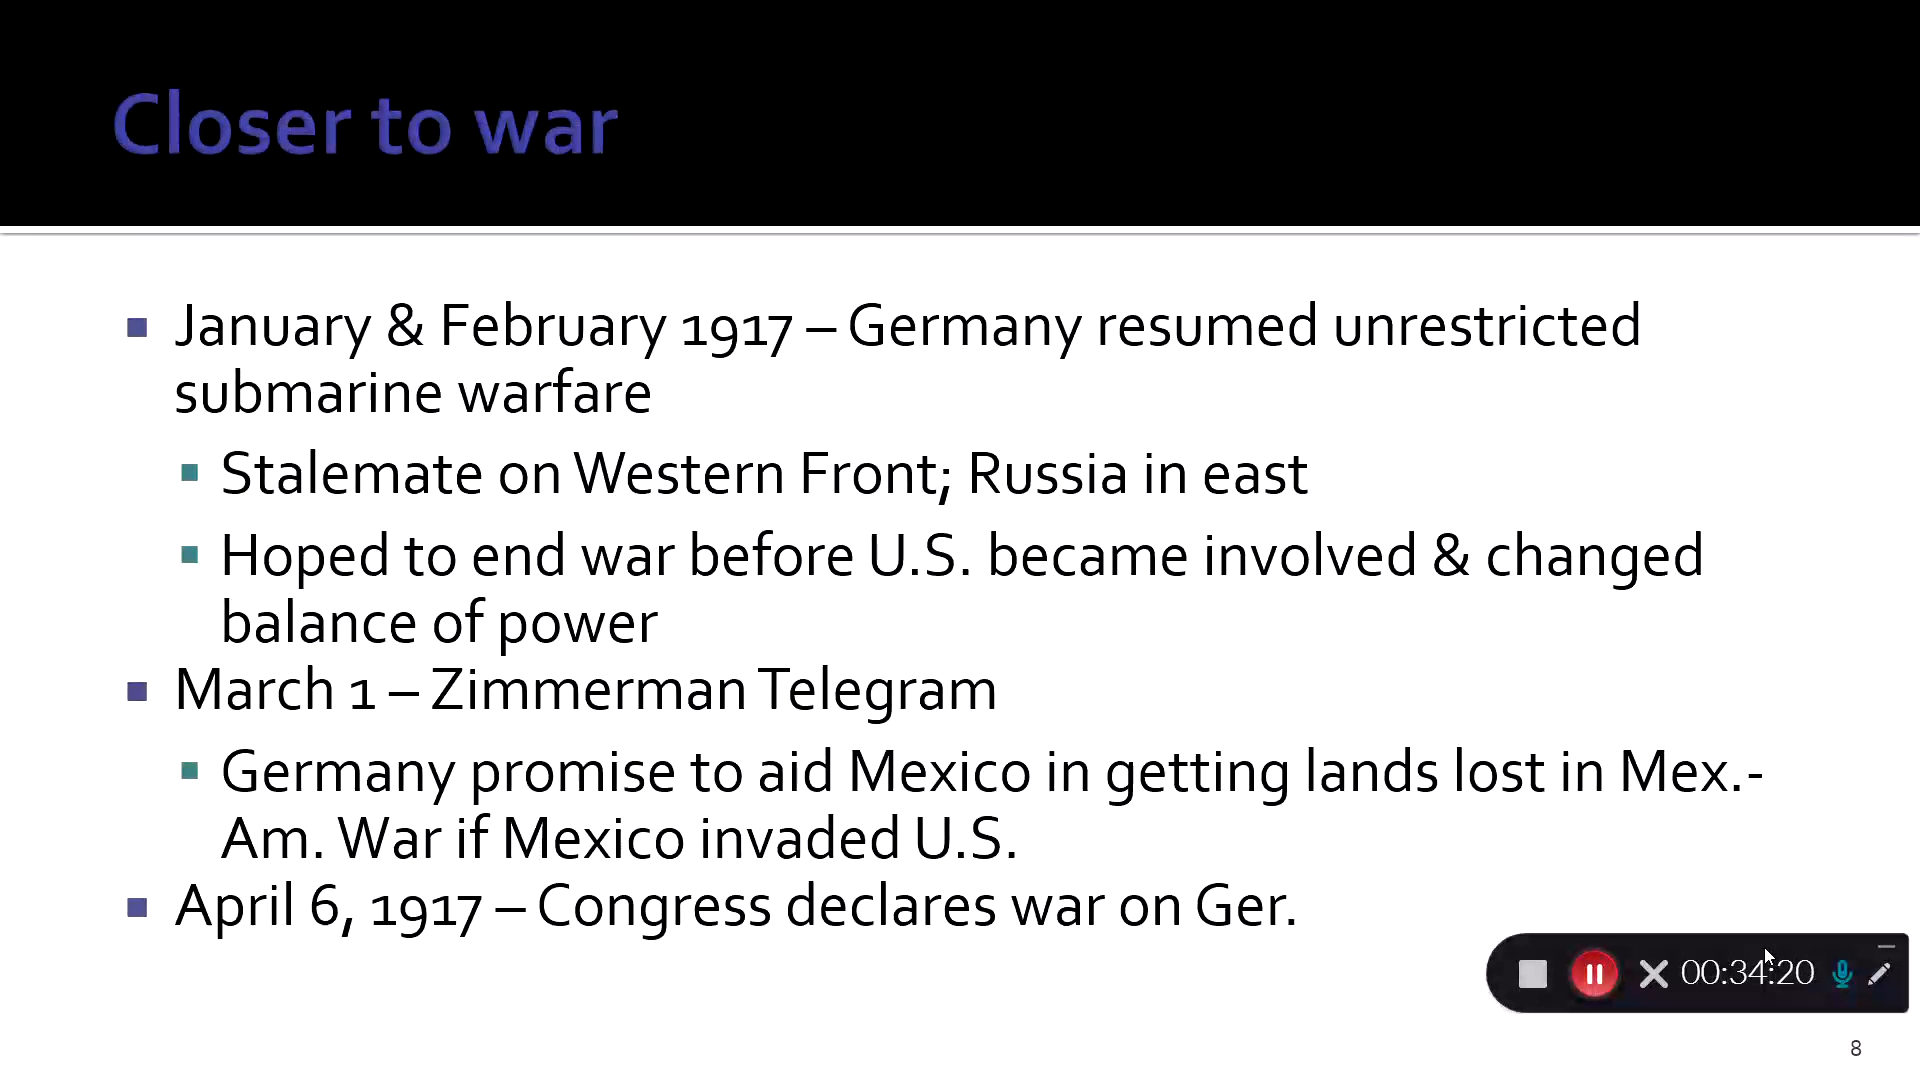 Closer to war
January & February 1917 – Germany resumed unrestricted
submarine warfare
Stalemate on Western Front; Russia in east
Hoped to end war before U.S. became involved & changed
balance of power
March 1 – Zimmerman Telegram
Germany promise to aid Mexico in getting lands lost in Mex.-
Am. War if Mexico invaded U.S.
April 6, 1917 – Congress declares war on Ger.
00:34:20
8